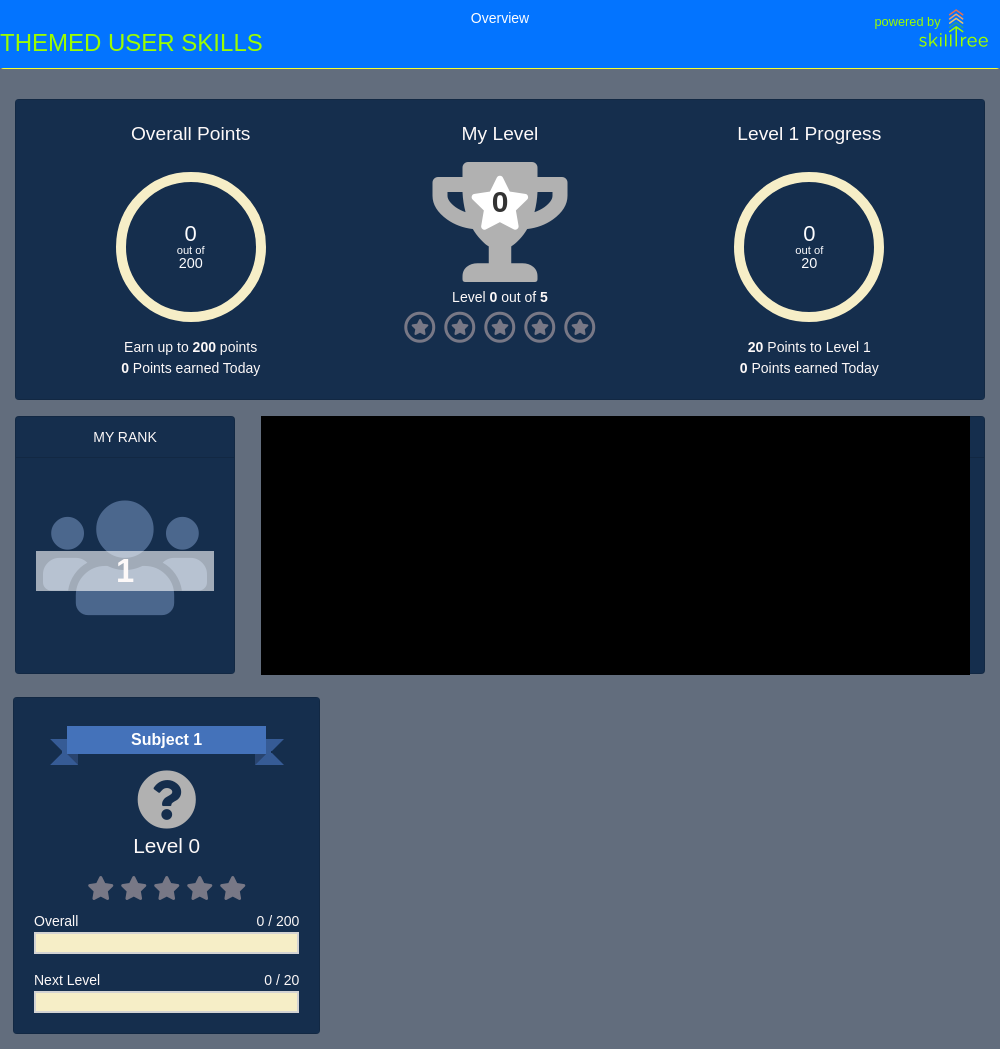 Overview
THEMED USER SKILLS
powered by
skilltree
Overall Points
My Level
Level 1 Progress
0
out of
200
0
0
out of
20
Level 0 out of 5
Earn up to 200 points
0 Points earned Today
20 Points to Level 1
0 Points earned Today
MY RANK
1
Subject 1
Level 0
Overall 0 / 200
Next Level 0 / 20